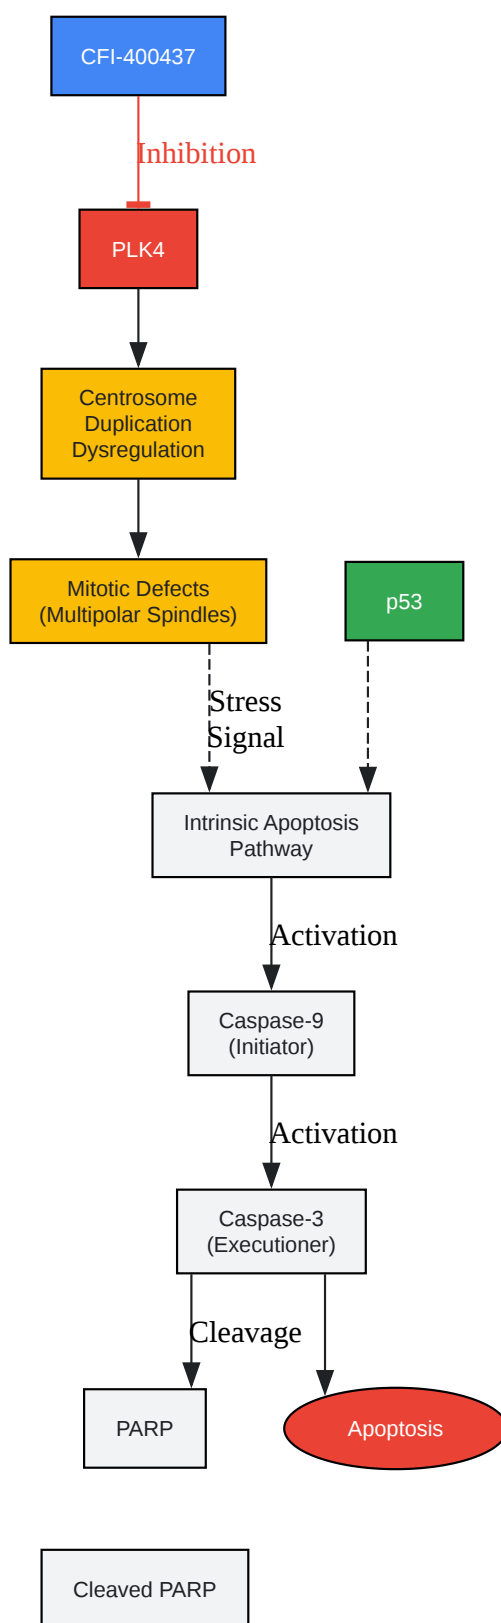 CFI-400437
Inhibition
PLK4
Centrosome
Duplication
Dysregulation
Mitotic Defects
(Multipolar Spindles)
p53
Stress
Signal
Intrinsic Apoptosis
Pathway
Activation
Caspase-9
(Initiator)
Activation
Caspase-3
(Executioner)
Cleavage
PARP
Apoptosis
Cleaved PARP